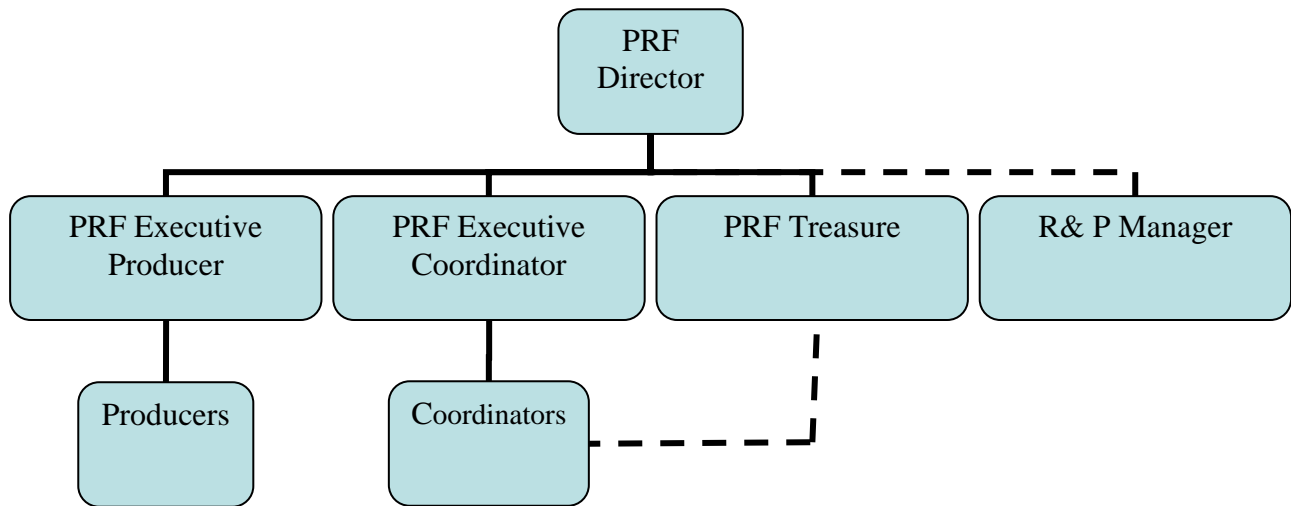 PRF
Director
PRF Executive
Producer
PRF Executive
Coordinator
PRF Treasure
R& P Manager
Producers
Coordinators